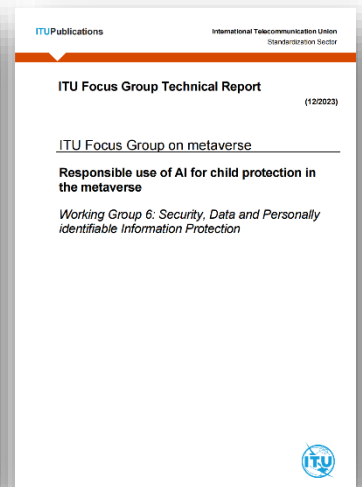 ITUPublications
International Telecommunication Union
Standardization Sector
ITU Focus Group Technical Report
(12/2023)
ITU Focus Group on metaverse
Responsible use of AI for child protection in
the metaverse
Working Group 6: Security, Data and Personally
identifiable Information Protection
ITU